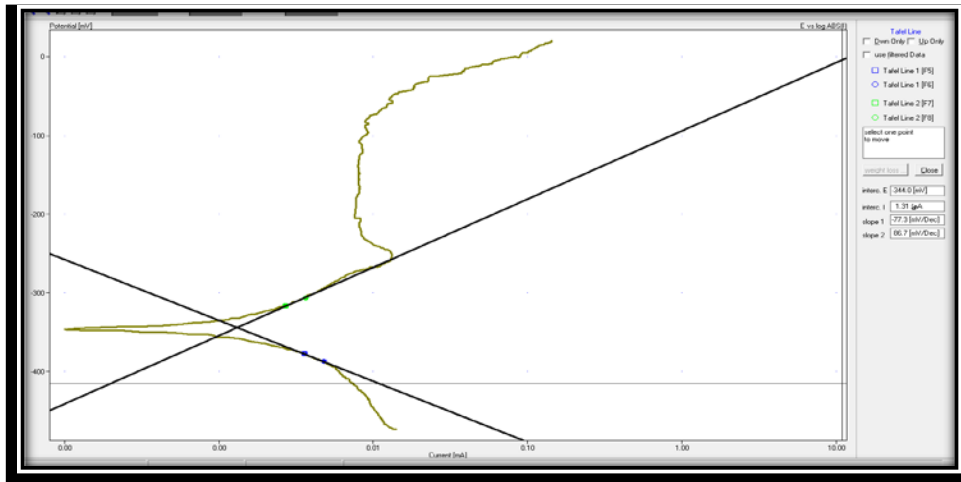 Potential [mV]
E vs log ABS(I)
0
-100
-200
-300
-400
0.00
0.00
0.01
0.10
1.00
10.00
Current [mA]
Tafel Line
Dwn Only
Up Only
use filtered Data
Tafel Line 1 [F5]
Tafel Line 1 [F6]
Tafel Line 2 [F7]
Tafel Line 2 [F8]
select one point
to move
weight loss
Close
interc. E -344.0 [mV]
interc. I 1.31 [µA
slope 1 -77.3 [mV/Dec]
slope 2 86.7 [mV/Dec]